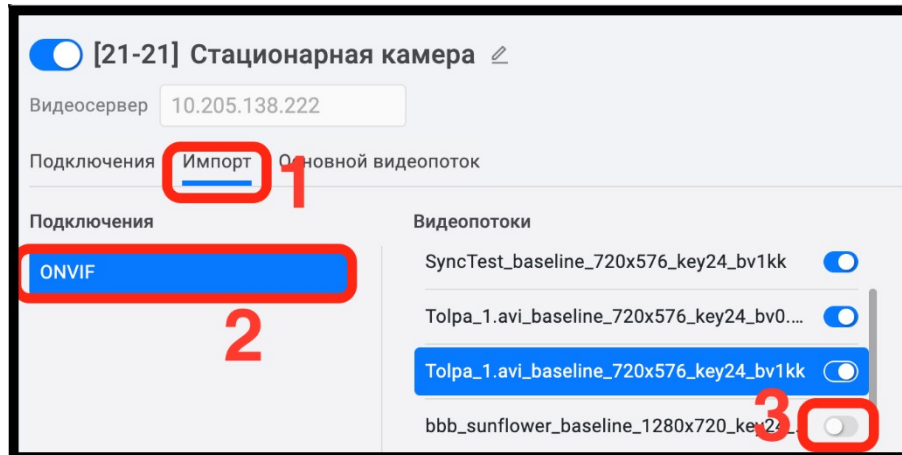 [21-21] Стационарная камера
Видеосервер 10.205.138.222
Подключения Импорт Основной видеопоток
1
Подключения
Видеопотоки
ONVIF
2
SyncTest_baseline_720x576_key24_bv1kk
Tolpa_1.avi_baseline_720x576_key24_bv0....
Tolpa_1.avi_baseline_720x576_key24_bv1kk
bbb_sunflower_baseline_1280x720_key24_...
3